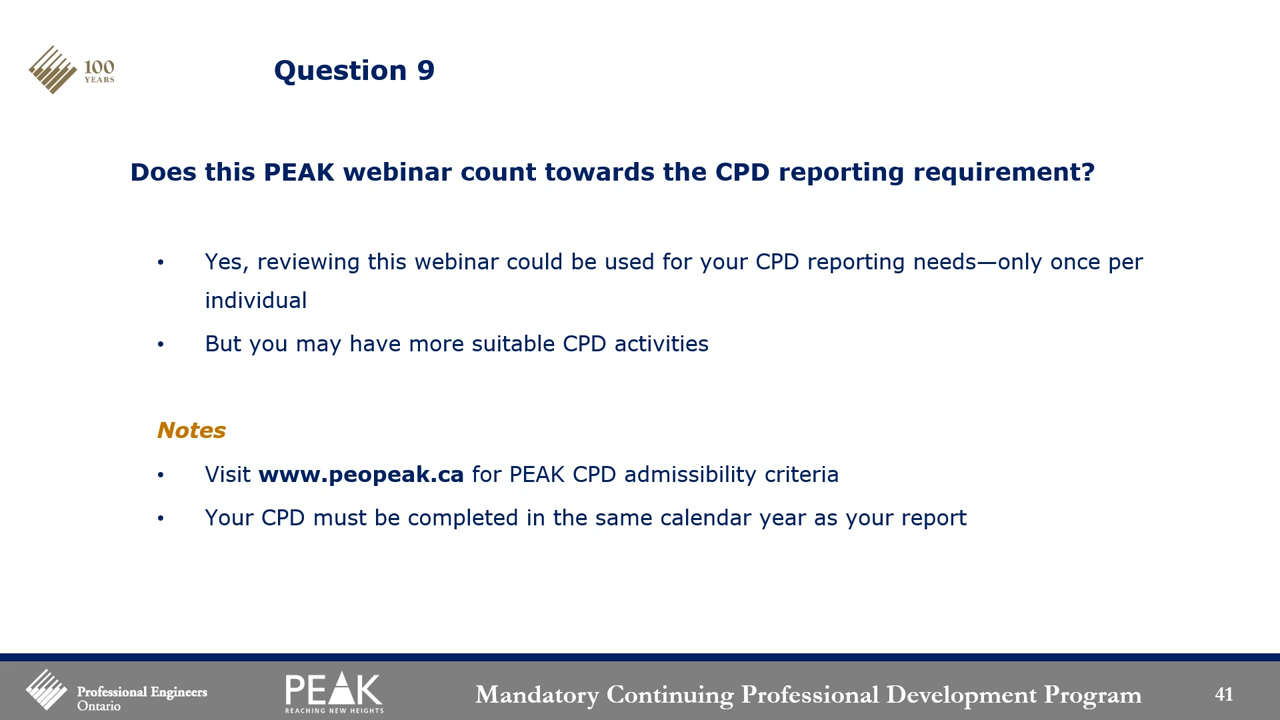 100
YEARS
Question 9
Does this PEAK webinar count towards the CPD reporting requirement?
• Yes, reviewing this webinar could be used for your CPD reporting needs—only once per
individual
• But you may have more suitable CPD activities
Notes
• Visit www.peopeak.ca for PEAK CPD admissibility criteria
• Your CPD must be completed in the same calendar year as your report
Professional Engineers
Ontario
PEAK
REACHING NEW HEIGHTS
Mandatory Continuing Professional Development Program
41